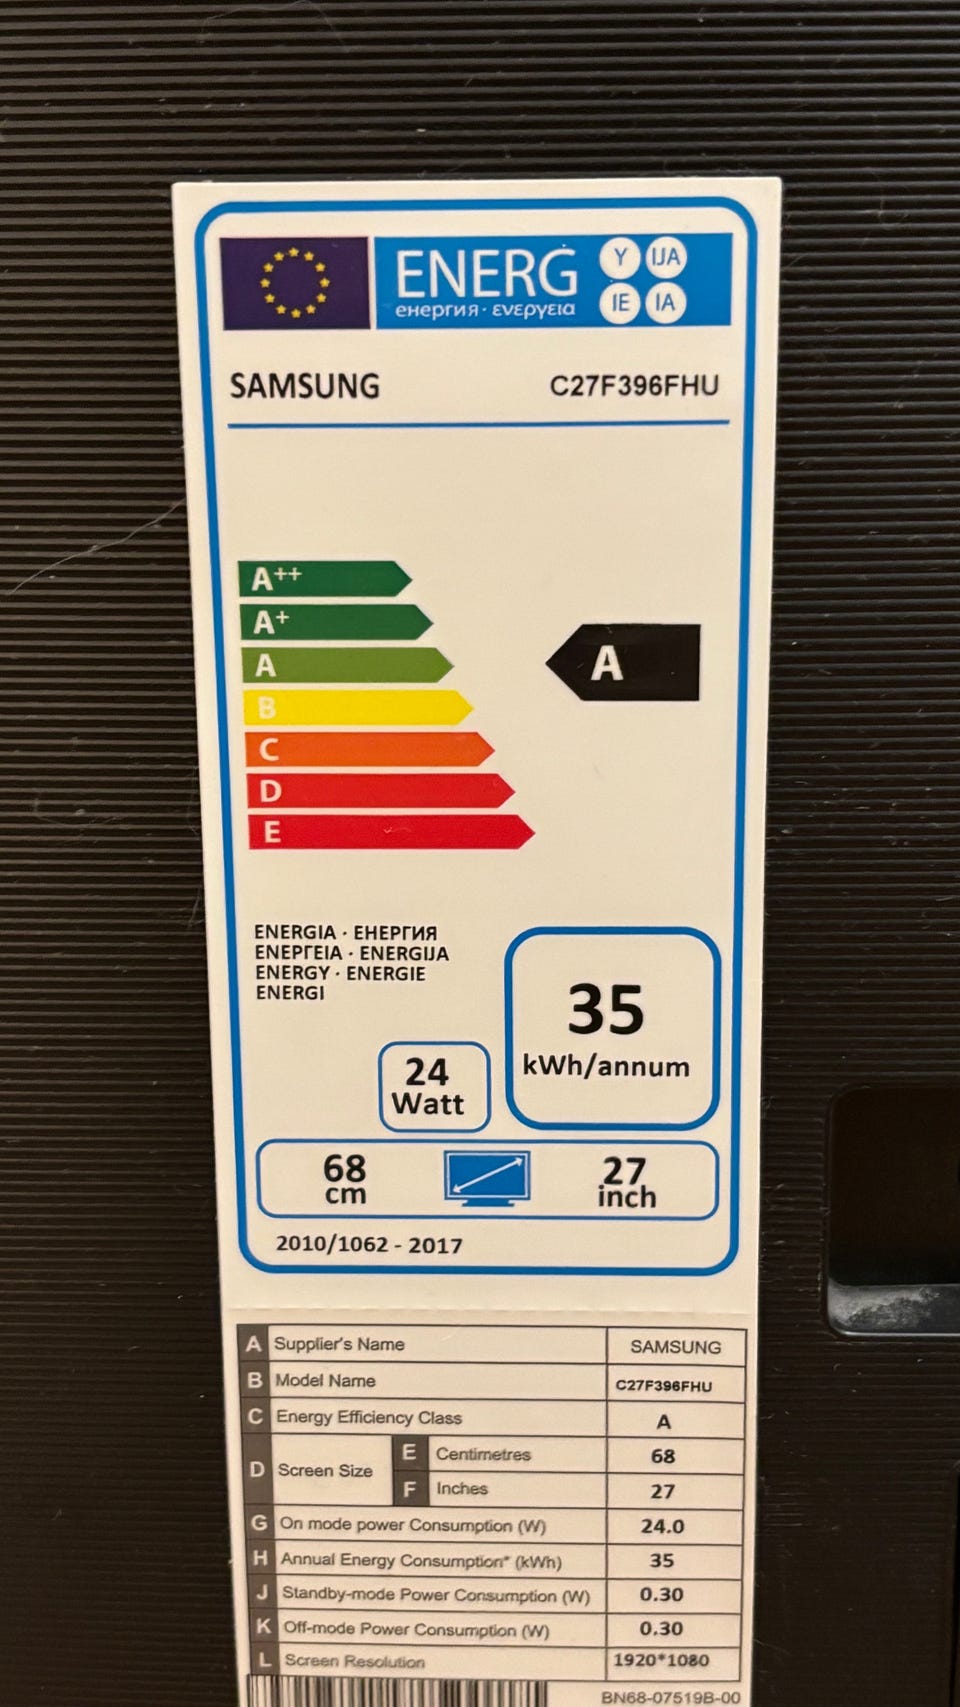 ENERG Y IJA
енергия · ενεργεια IE IA
SAMSUNG C27F396FHU
A++
A+
A A
B
C
D
E
ENERGIA · ЕНЕРГИЯ
ΕΝΕΡΓΕΙΑ · ENERGIJA
ENERGY · ENERGIE
ENERGI
35
kWh/annum
24
Watt
68
cm
27
inch
2010/1062 - 2017
A Supplier's Name SAMSUNG
B Model Name C27F396FHU
C Energy Efficiency Class A
D Screen Size E Centimetres 68
F Inches 27
G On mode power Consumption (W) 24.0
H Annual Energy Consumption* (kWh) 35
J Standby-mode Power Consumption (W) 0.30
K Off-mode Power Consumption (W) 0.30
L Screen Resolution 1920*1080
BN68-07519B-00